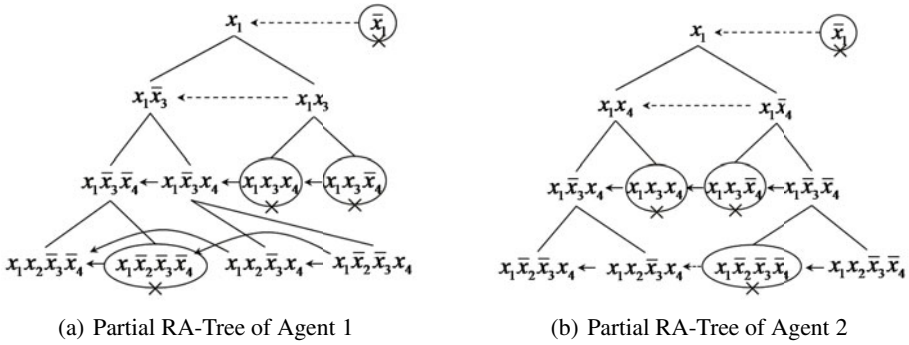 x₁ x̄₁
x₁x̄₃ x₁x₃
x₁x̄₃x̄₄ x₁x̄₃x₄ x₁x₃x₄ x₁x₃x̄₄
x₁x₂x̄₃x̄₄ x₁x̄₂x̄₃x̄₄ x₁x₂x̄₃x₄ x₁x̄₂x̄₃x₄
(a) Partial RA-Tree of Agent 1
x₁ x̄₁
x₁x₄ x₁x̄₄
x₁x̄₃x₄ x₁x₃x₄ x₁x₃x̄₄ x₁x̄₃x̄₄
x₁x̄₂x̄₃x₄ x₁x₂x̄₃x₄ x₁x̄₂x̄₃x̄₄ x₁x₂x̄₃x̄₄
(b) Partial RA-Tree of Agent 2